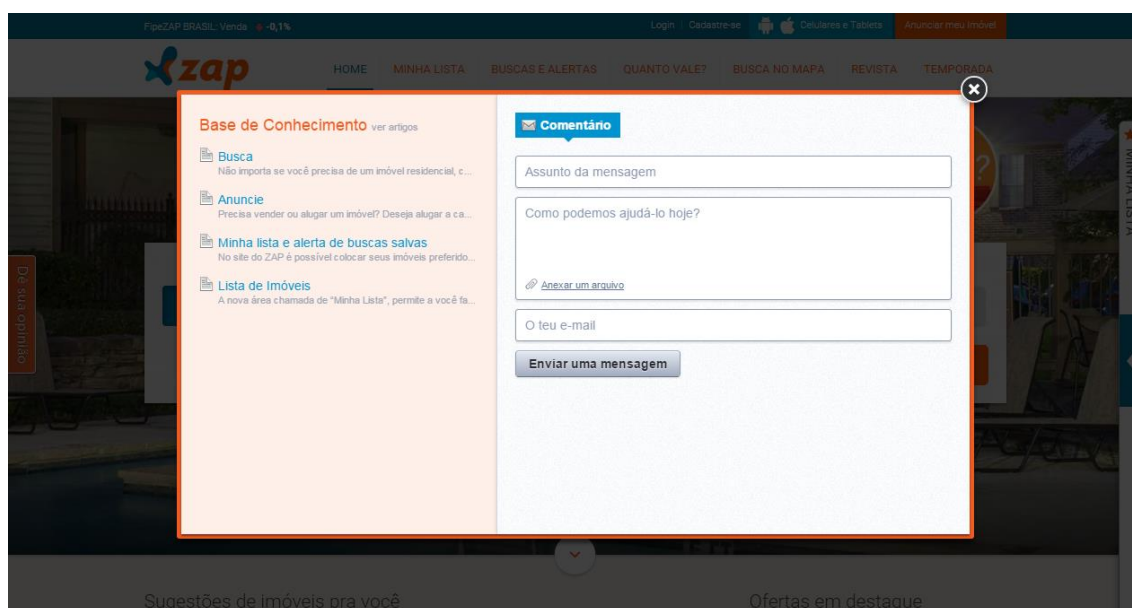 FipeZAP BRASIL: Venda -0,1%
Login Cadastre-se Celulares e Tablets Anunciar meu Imóvel
zap HOME MINHA LISTA BUSCAS E ALERTAS QUANTO VALE? BUSCA NO MAPA REVISTA TEMPORADA
Base de Conhecimento ver artigos
Busca
Não importa se você precisa de um imóvel residencial, c...
Anuncie
Precisa vender ou alugar um imóvel? Deseja alugar a ca...
Minha lista e alerta de buscas salvas
No site do ZAP é possível colocar seus imóveis preferido...
Lista de Imóveis
A nova área chamada de “Minha Lista”, permite a você fa...
Comentário
Assunto da mensagem
Como podemos ajudá-lo hoje?
Anexar um arquivo
O teu e-mail
Enviar uma mensagem
Dê sua opinião
MINHA LISTA
Sugestões de imóveis pra você
Ofertas em destaque